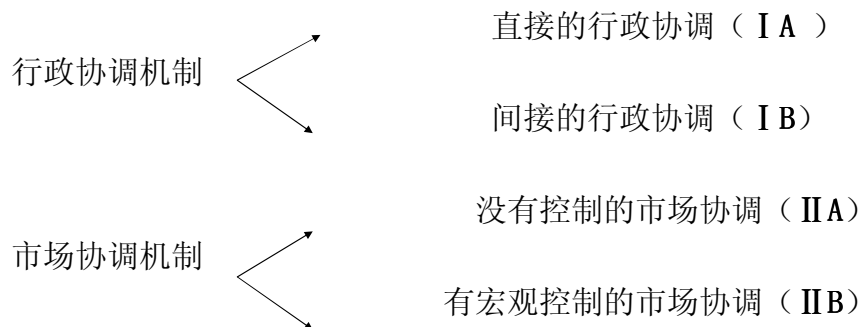 直接的行政协调（ⅠA ）
行政协调机制
间接的行政协调（ⅠB）
没有控制的市场协调（ⅡA）
市场协调机制
有宏观控制的市场协调（ⅡB）